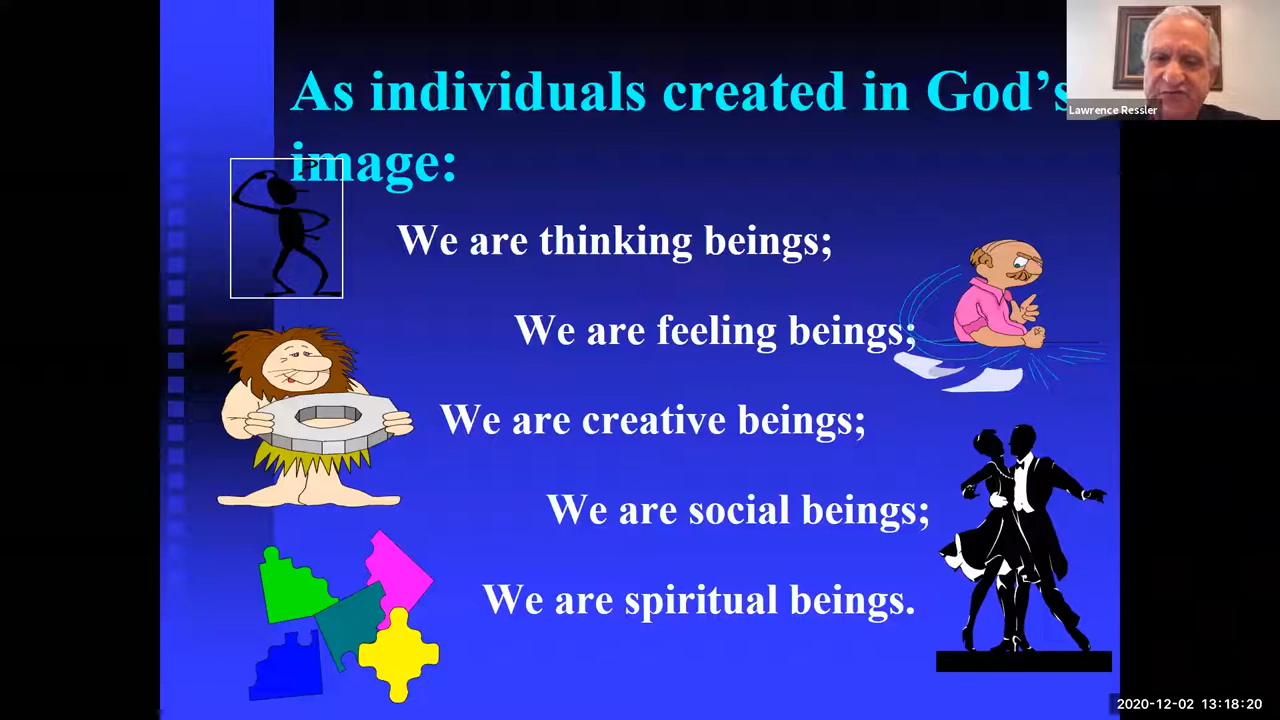 As individuals created in God's
image:
We are thinking beings;
We are feeling beings;
We are creative beings;
We are social beings;
We are spiritual beings.
Lawrence Ressler
2020-12-02 13:18:20